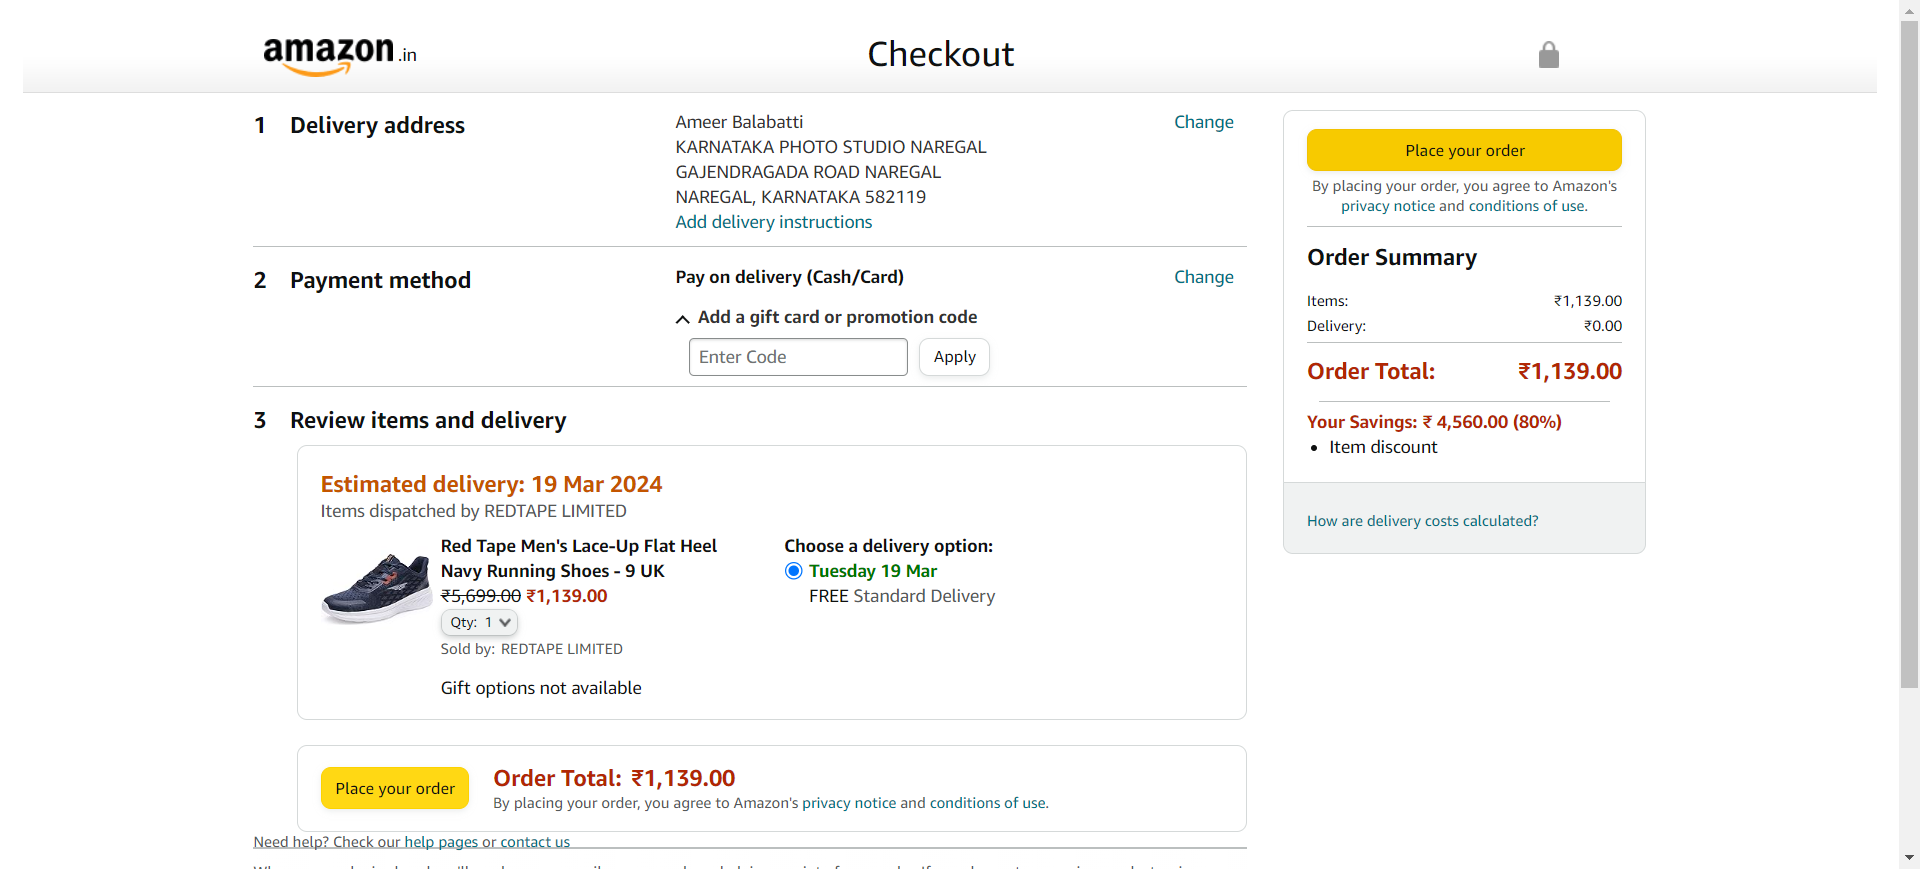 amazon.in
Checkout
1 Delivery address
Ameer Balabatti
KARNATAKA PHOTO STUDIO NAREGAL
GAJENDRAGADA ROAD NAREGAL
NAREGAL, KARNATAKA 582119
Add delivery instructions
Change
2 Payment method
Pay on delivery (Cash/Card)
Change
Add a gift card or promotion code
Enter Code
Apply
3 Review items and delivery
Estimated delivery: 19 Mar 2024
Items dispatched by REDTAPE LIMITED
Red Tape Men's Lace-Up Flat Heel
Navy Running Shoes - 9 UK
₹5,699.00 ₹1,139.00
Qty: 1
Sold by: REDTAPE LIMITED
Gift options not available
Choose a delivery option:
Tuesday 19 Mar
FREE Standard Delivery
Place your order
Order Total: ₹1,139.00
By placing your order, you agree to Amazon's privacy notice and conditions of use.
Need help? Check our help pages or contact us
Place your order
By placing your order, you agree to Amazon's
privacy notice and conditions of use.
Order Summary
Items: ₹1,139.00
Delivery: ₹0.00
Order Total: ₹1,139.00
Your Savings: ₹ 4,560.00 (80%)
• Item discount
How are delivery costs calculated?